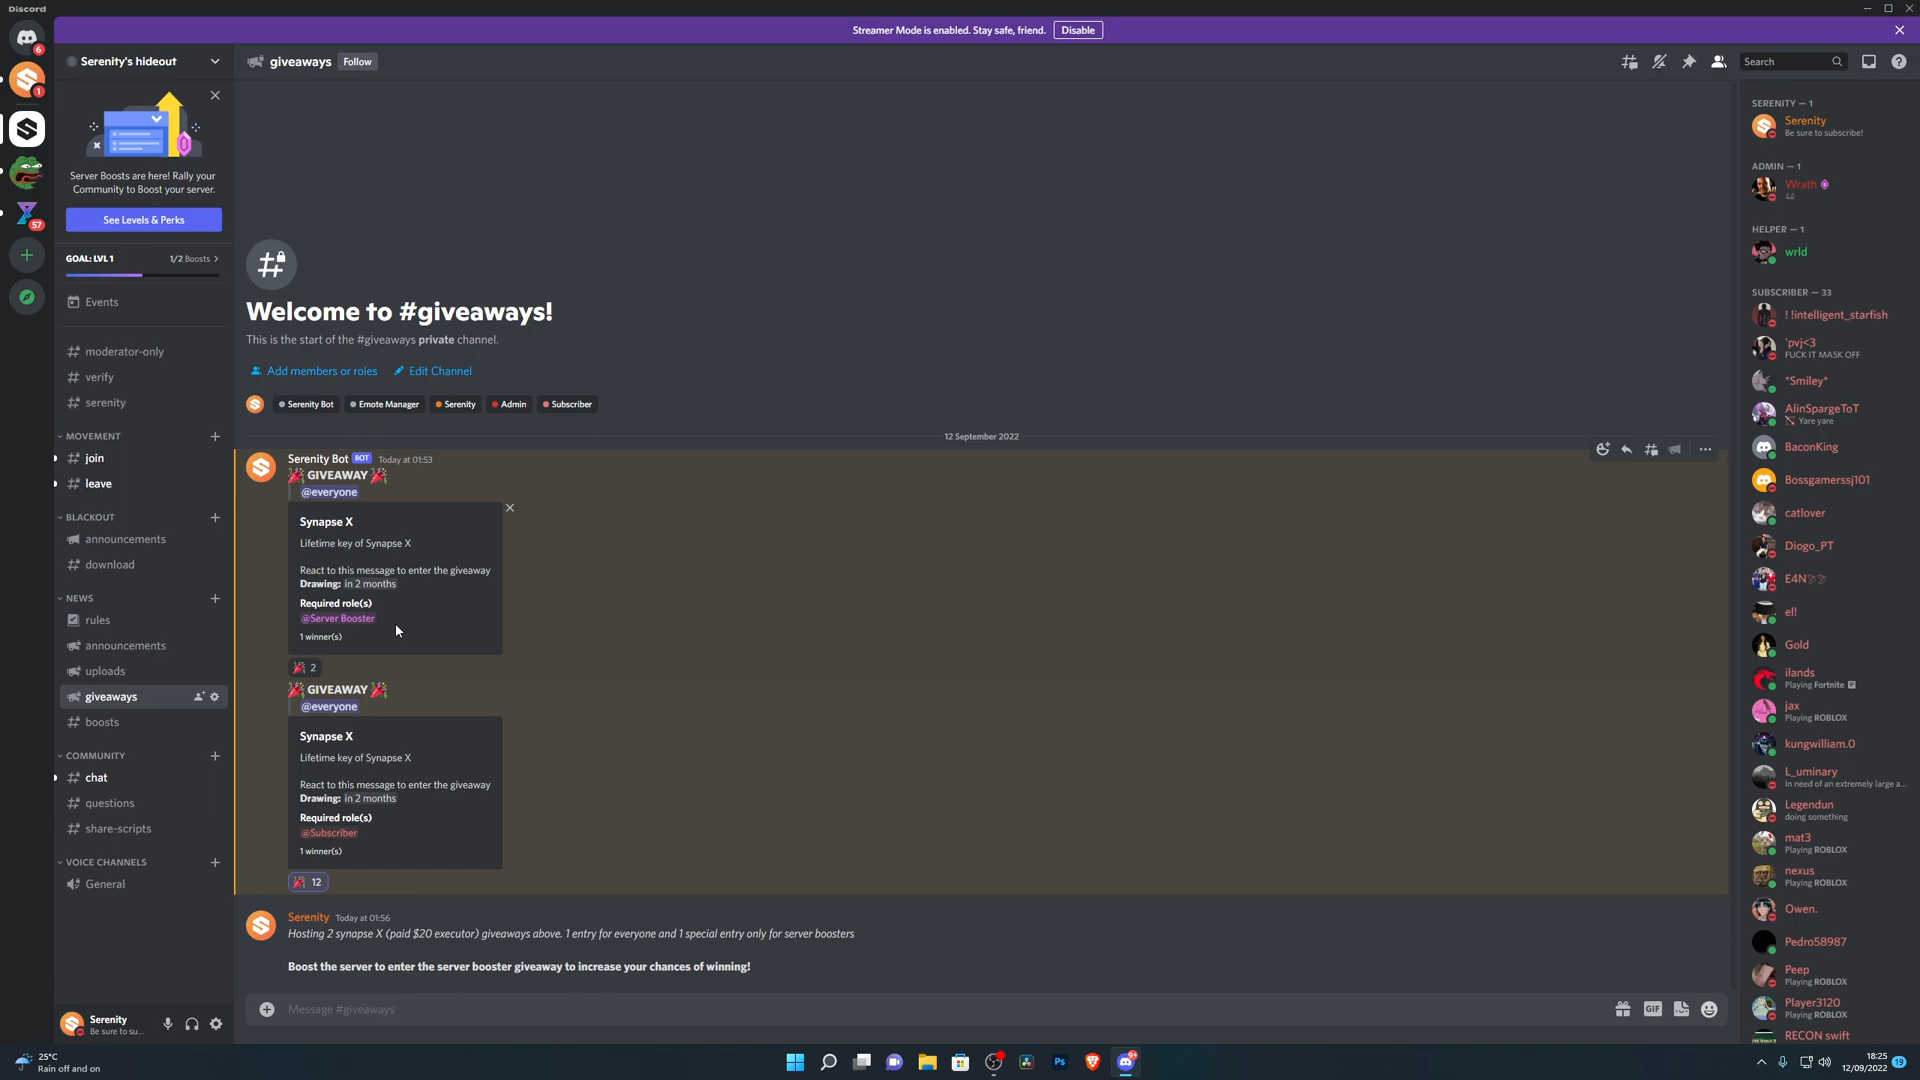 Discord
Streamer Mode is enabled. Stay safe, friend.
Disable
6
1
57
Serenity's hideout
giveaways
Follow
Search
Server Boosts are here! Rally your
Community to Boost your server.
See Levels & Perks
GOAL: LVL 1
1/2 Boosts
Events
moderator-only
verify
serenity
MOVEMENT
join
leave
BLACKOUT
announcements
download
NEWS
rules
announcements
uploads
giveaways
boosts
COMMUNITY
chat
questions
share-scripts
VOICE CHANNELS
General
Serenity
Be sure to su...
Welcome to #giveaways!
This is the start of the #giveaways private channel.
Add members or roles
Edit Channel
Serenity Bot
Emote Manager
Serenity
Admin
Subscriber
12 September 2022
Serenity Bot BOT Today at 01:53
GIVEAWAY
@everyone
Synapse X
Lifetime key of Synapse X
React to this message to enter the giveaway
Drawing: in 2 months
Required role(s)
@Server Booster
1 winner(s)
2
GIVEAWAY
@everyone
Synapse X
Lifetime key of Synapse X
React to this message to enter the giveaway
Drawing: in 2 months
Required role(s)
@Subscriber
1 winner(s)
12
Serenity Today at 01:56
Hosting 2 synapse X (paid $20 executor) giveaways above. 1 entry for everyone and 1 special entry only for server boosters
Boost the server to enter the server booster giveaway to increase your chances of winning!
Message #giveaways
GIF
SERENITY — 1
Serenity
Be sure to subscribe!
ADMIN — 1
Wrath
HELPER — 1
wrld
SUBSCRIBER — 33
! !intelligent_starfish
'pvj<3
FUCK IT MASK OFF
*Smiley*
AlinSpargeToT
Yare yare
BaconKing
Bossgamerssj101
catlover
Diogo_PT
E4N
el!
Gold
ilands
Playing Fortnite
jax
Playing ROBLOX
kungwilliam.0
L_uminary
In need of an extremely large a...
Legendun
doing something
mat3
Playing ROBLOX
nexus
Playing ROBLOX
Owen.
Pedro58987
Peep
Playing ROBLOX
Player3120
Playing ROBLOX
RECON swift
25°C
Rain off and on
Ps
9+
18:25
12/09/2022
19